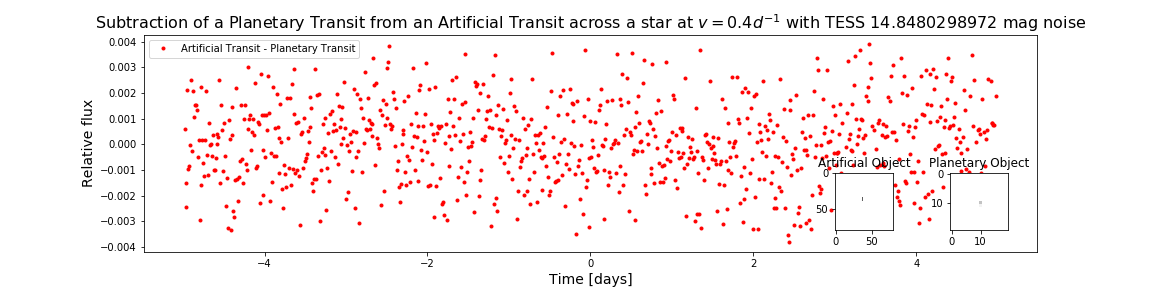 Subtraction of a Planetary Transit from an Artificial Transit across a star at v = 0.4d⁻¹ with TESS 14.8480298972 mag noise
Artificial Transit - Planetary Transit
Relative flux
0.004
0.003
0.002
0.001
0.000
−0.001
−0.002
−0.003
−0.004
Artificial Object
0
50
0 50
Planetary Object
0
10
0 10
−4 −2 0 2 4
Time [days]